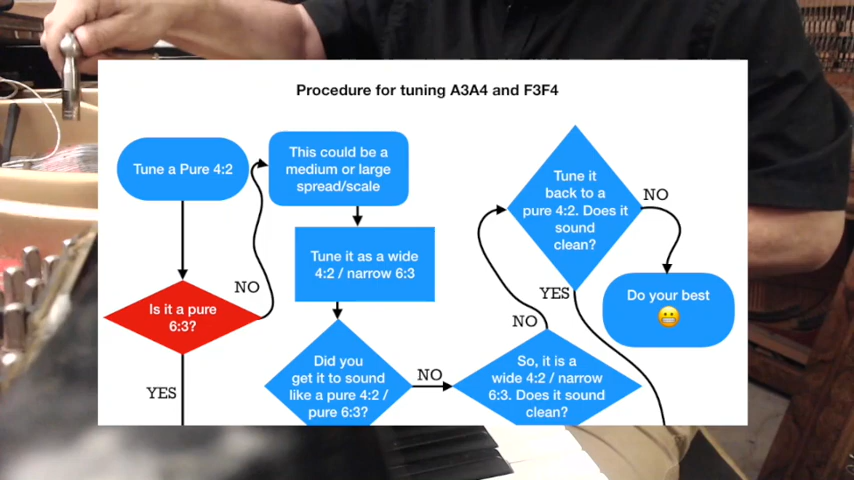 Procedure for tuning A3A4 and F3F4
Tune a Pure 4:2
Is it a pure
6:3?
NO
YES
This could be a
medium or large
spread/scale
Tune it as a wide
4:2 / narrow 6:3
Did you
get it to sound
like a pure 4:2 /
pure 6:3?
NO
So, it is a
wide 4:2 / narrow
6:3. Does it sound
clean?
NO
Tune it
back to a
pure 4:2. Does it
sound
clean?
YES
NO
Do your best
😬